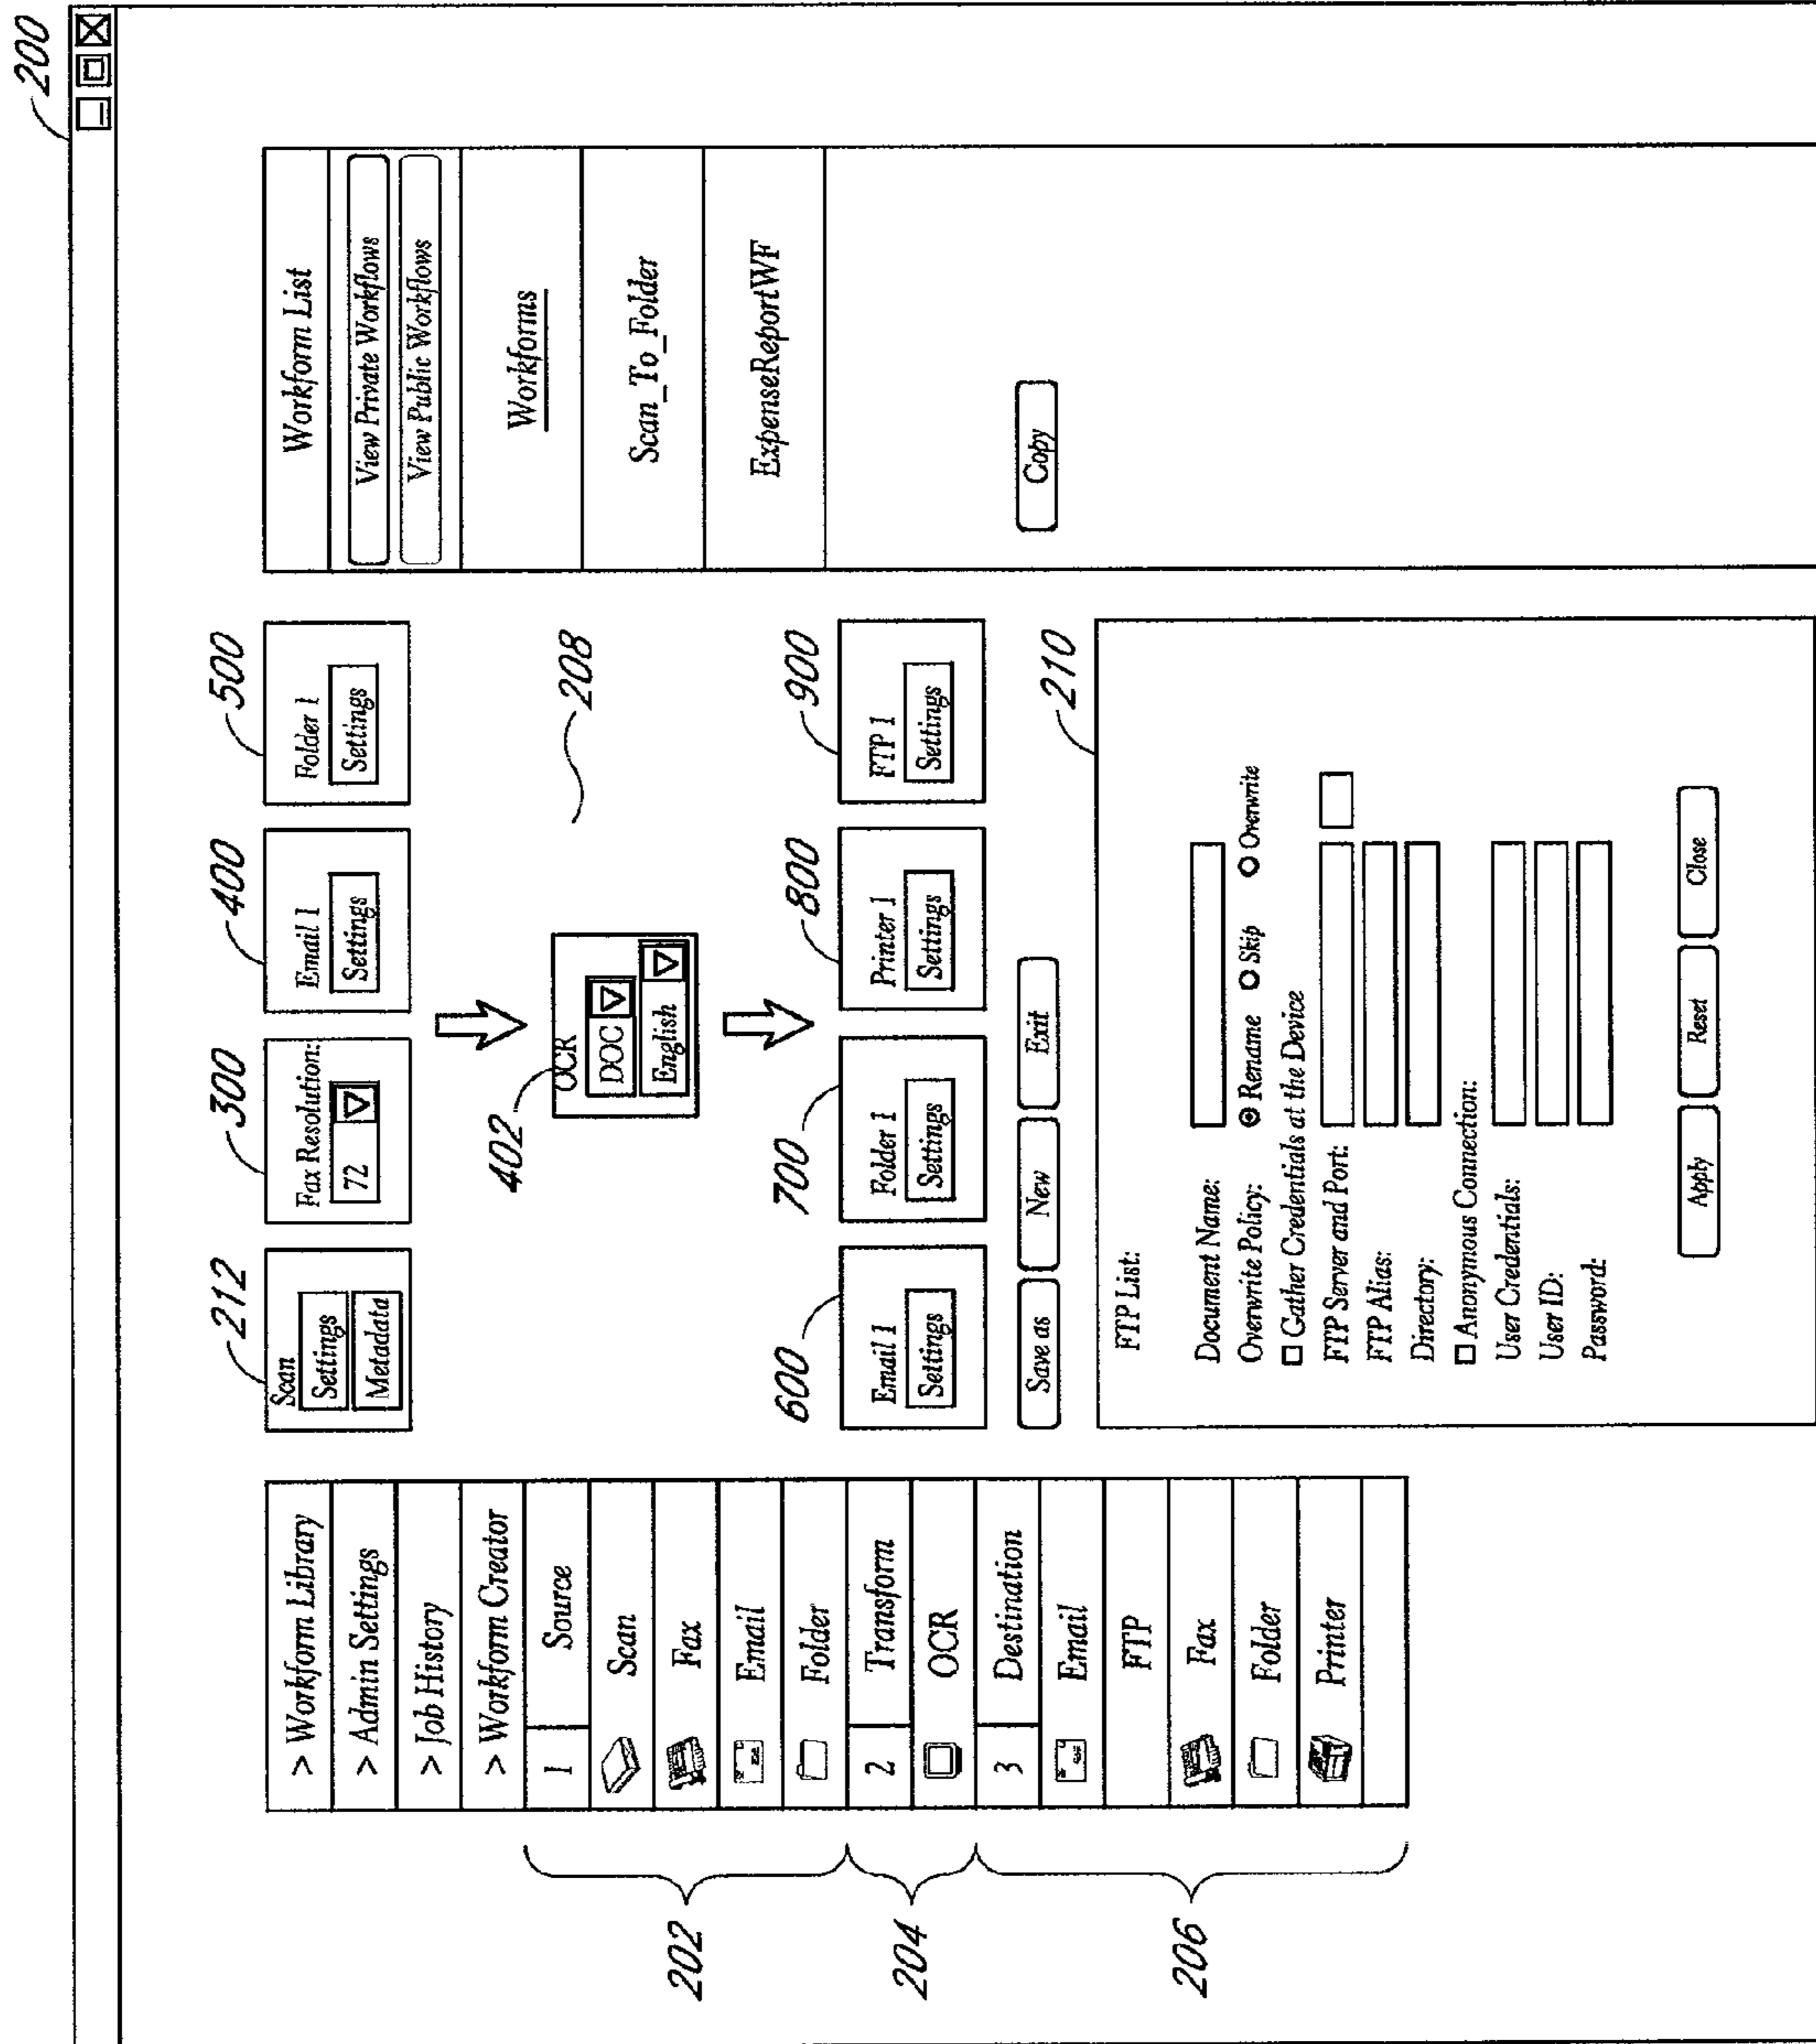 200
> Workform Library
> Admin Settings
> Job History
> Workform Creator
1 Source
Scan
Fax
Email
Folder
2 Transform
OCR
3 Destination
Email
FTP
Fax
Folder
Printer
202
204
206
212
Scan
Settings
Metadata
300
Fax Resolution:
72
400
Email 1
Settings
500
Folder 1
Settings
402
OCR
DOC
English
208
600
Email 1
Settings
700
Folder 1
Settings
800
Printer 1
Settings
900
FTP 1
Settings
Save as
New
Exit
210
FTP List:
Document Name:
Overwrite Policy: Rename Skip Overwrite
Gather Credentials at the Device
FTP Server and Port:
FTP Alias:
Directory:
Anonymous Connection:
User Credentials:
User ID:
Password:
Apply
Reset
Close
Workform List
View Private Workflows
View Public Workflows
Workforms
Scan_To_Folder
ExpenseReportWF
Copy